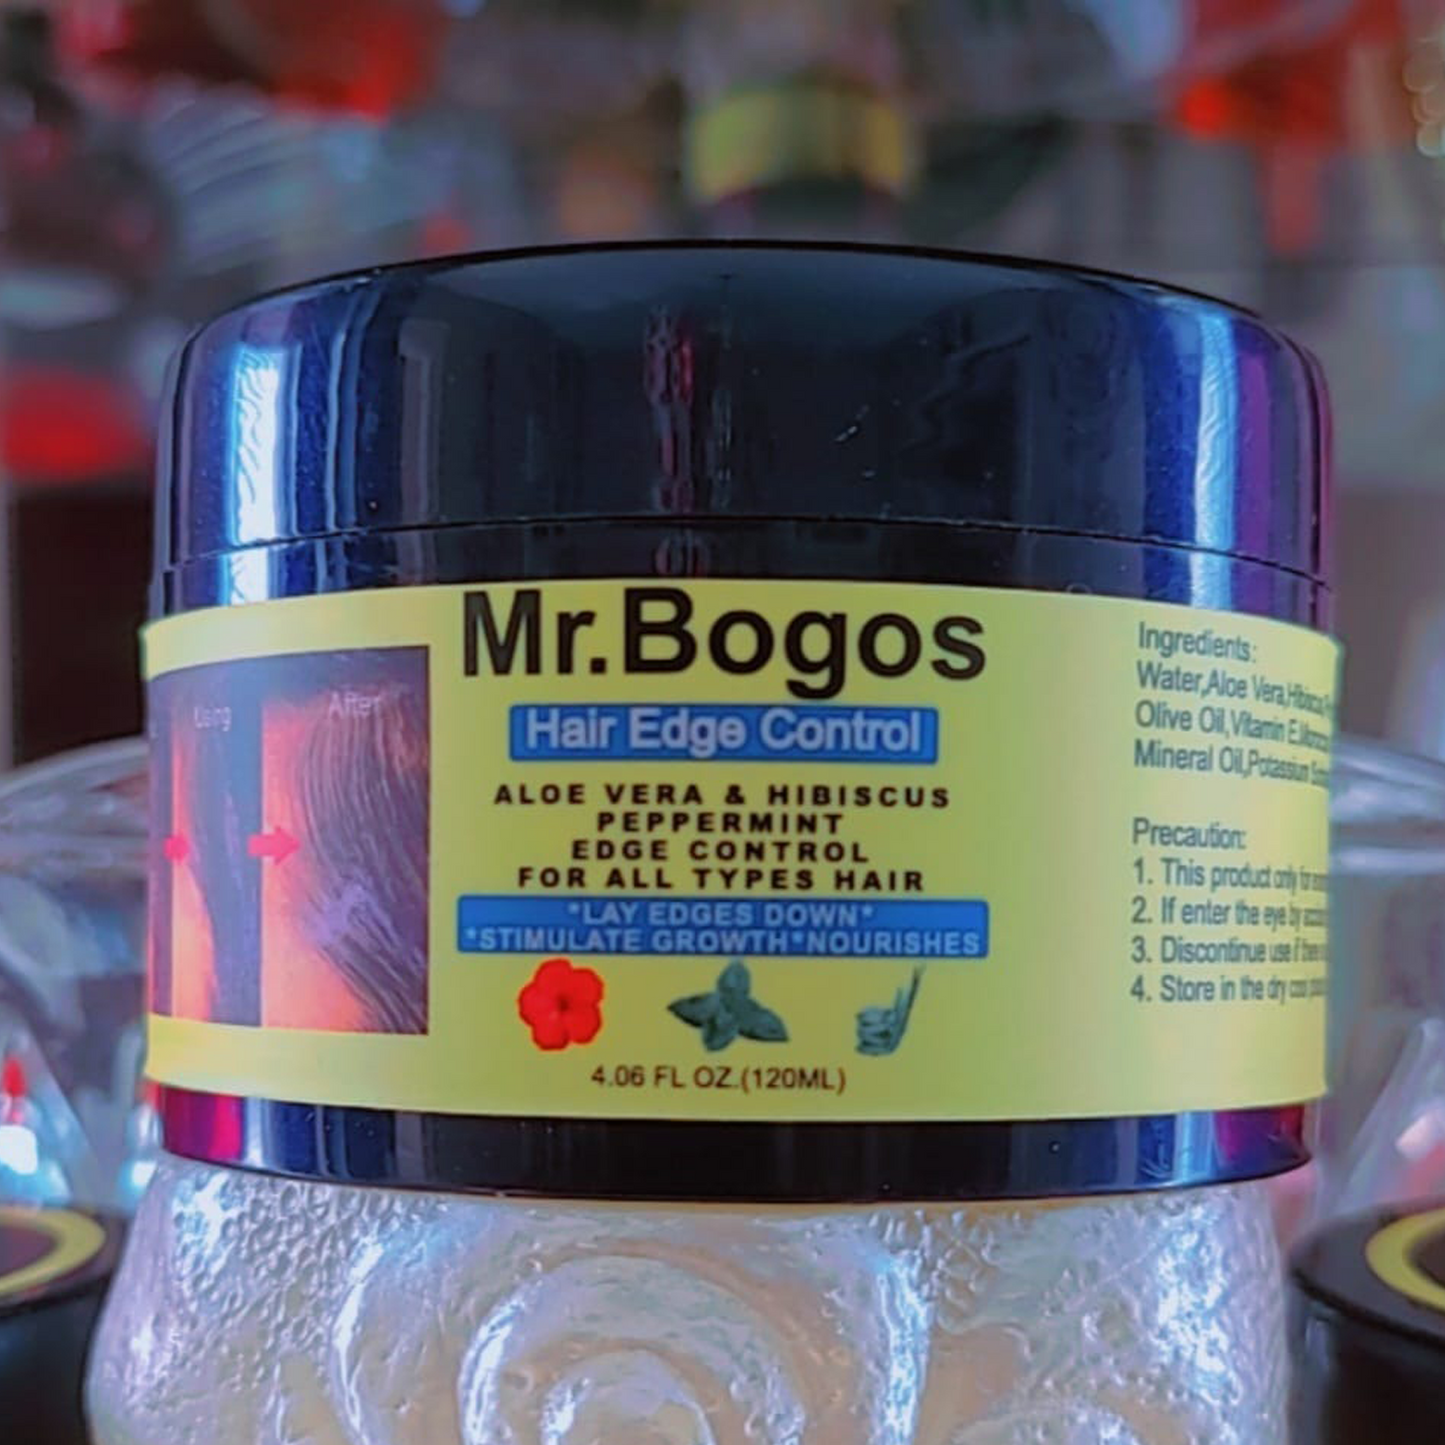 Using
After
Mr.Bogos
Hair Edge Control
ALOE VERA & HIBISCUS
PEPPERMINT
EDGE CONTROL
FOR ALL TYPES HAIR
*LAY EDGES DOWN*
*STIMULATE GROWTH*NOURISHES
4.06 FL OZ.(120ML)
Ingredients:
Water,Aloe Vera,Hibiscus
Olive Oil,Vitamin E,
Mineral Oil,Potassium
Precaution:
1. This product only for
2. If enter the eye by
3. Discontinue use if there
4. Store in the dry